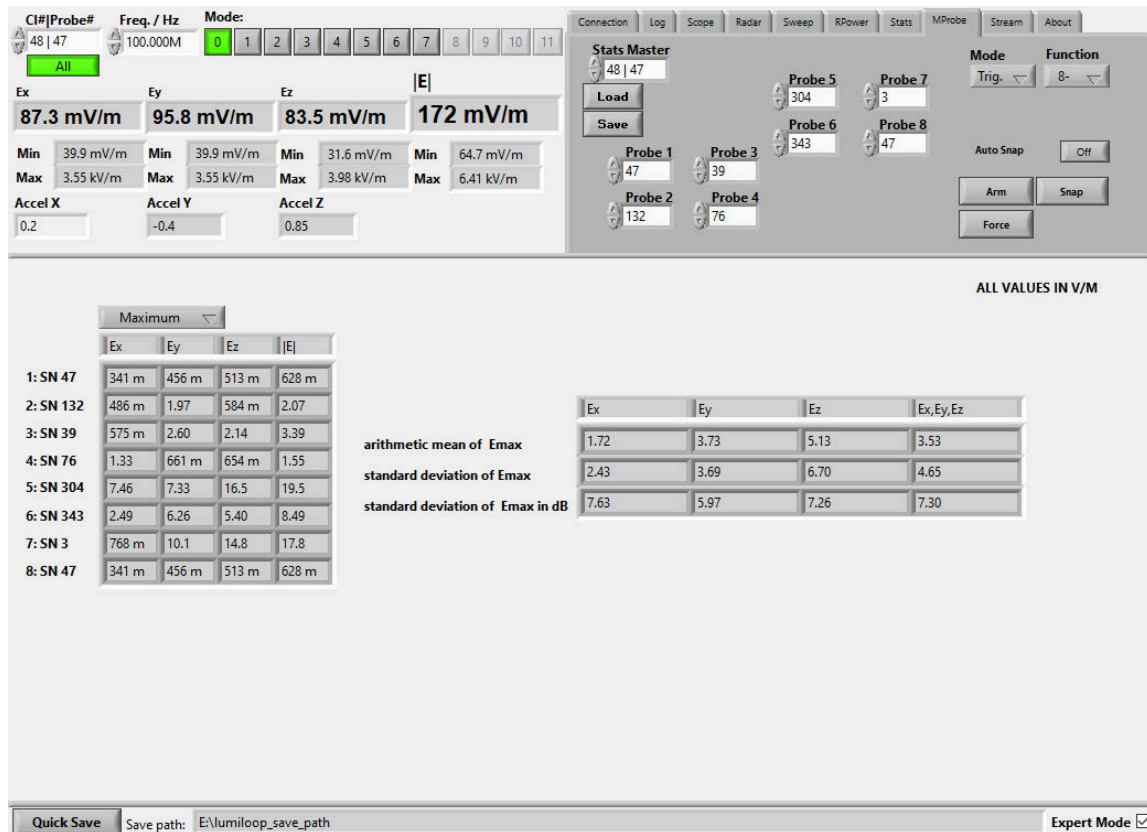 CI#|Probe# Freq. / Hz Mode:
48 | 47 100.000M 0 1 2 3 4 5 6 7 8 9 10 11
All
Ex Ey Ez |E|
87.3 mV/m 95.8 mV/m 83.5 mV/m 172 mV/m
Min 39.9 mV/m Min 39.9 mV/m Min 31.6 mV/m Min 64.7 mV/m
Max 3.55 kV/m Max 3.55 kV/m Max 3.98 kV/m Max 6.41 kV/m
Accel X Accel Y Accel Z
0.2 -0.4 0.85
Connection Log Scope Radar Sweep RPower Stats MProbe Stream About
Stats Master
48 | 47
Load
Save
Probe 1 Probe 3
47 39
Probe 2 Probe 4
132 76
Probe 5 Probe 7
304 3
Probe 6 Probe 8
343 47
Mode Function
Trig. 8-
Auto Snap Off
Arm Snap
Force
ALL VALUES IN V/M
Maximum
Ex Ey Ez |E|
1: SN 47 341 m 456 m 513 m 628 m
2: SN 132 486 m 1.97 584 m 2.07
3: SN 39 575 m 2.60 2.14 3.39
4: SN 76 1.33 661 m 654 m 1.55
5: SN 304 7.46 7.33 16.5 19.5
6: SN 343 2.49 6.26 5.40 8.49
7: SN 3 768 m 10.1 14.8 17.8
8: SN 47 341 m 456 m 513 m 628 m
Ex Ey Ez Ex,Ey,Ez
arithmetic mean of Emax 1.72 3.73 5.13 3.53
standard deviation of Emax 2.43 3.69 6.70 4.65
standard deviation of Emax in dB 7.63 5.97 7.26 7.30
Quick Save Save path: E:\lumiloop_save_path Expert Mode